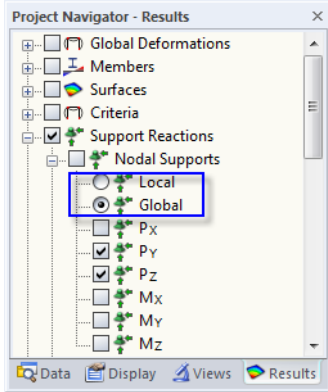 Project Navigator - Results
Global Deformations
Members
Surfaces
Criteria
Support Reactions
Nodal Supports
Local
Global
PX
PY
PZ
MX
MY
MZ
Data Display Views Results